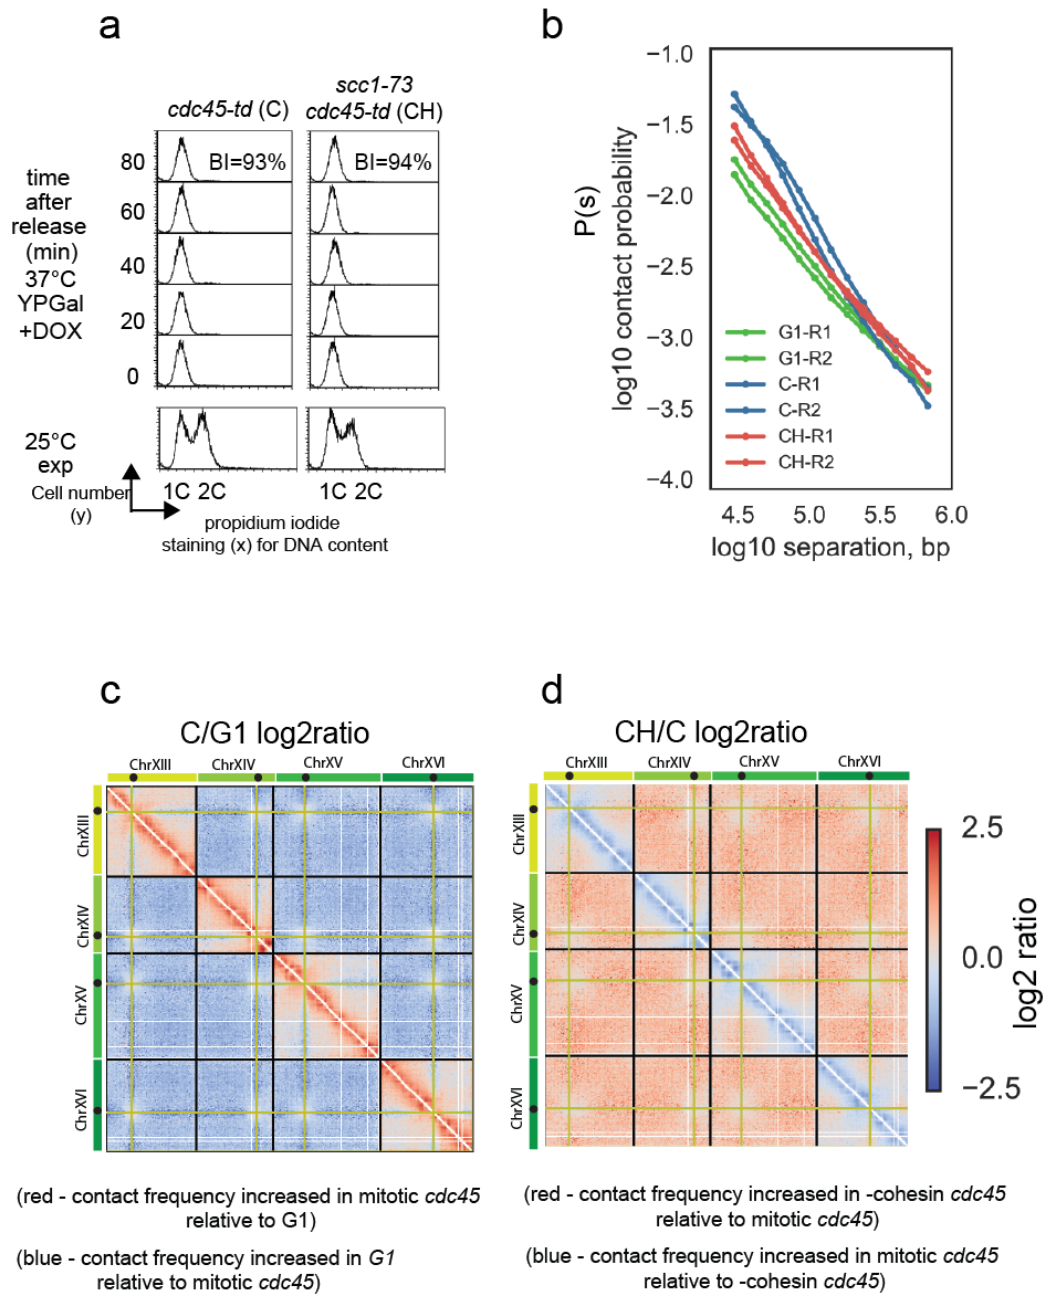 a
cdc45-td (C)
scc1-73
cdc45-td (CH)
time
after
release
(min)
37°C
YPGal
+DOX
80
60
40
20
0
BI=93%
BI=94%
25°C
exp
Cell number
(y)
1C 2C
1C 2C
propidium iodide
staining (x) for DNA content
b
P(s)
log10 contact probability
−1.0
−1.5
−2.0
−2.5
−3.0
−3.5
−4.0
G1-R1
G1-R2
C-R1
C-R2
CH-R1
CH-R2
4.5 5.0 5.5 6.0
log10 separation, bp
c
C/G1 log2ratio
ChrXIII ChrXIV ChrXV ChrXVI
ChrXIII
ChrXIV
ChrXV
ChrXVI
(red - contact frequency increased in mitotic cdc45
relative to G1)
(blue - contact frequency increased in G1
relative to mitotic cdc45)
d
CH/C log2ratio
ChrXIII ChrXIV ChrXV ChrXVI
ChrXIII
ChrXIV
ChrXV
ChrXVI
2.5
0.0
−2.5
log2 ratio
(red - contact frequency increased in -cohesin cdc45
relative to mitotic cdc45)
(blue - contact frequency increased in mitotic cdc45
relative to -cohesin cdc45)